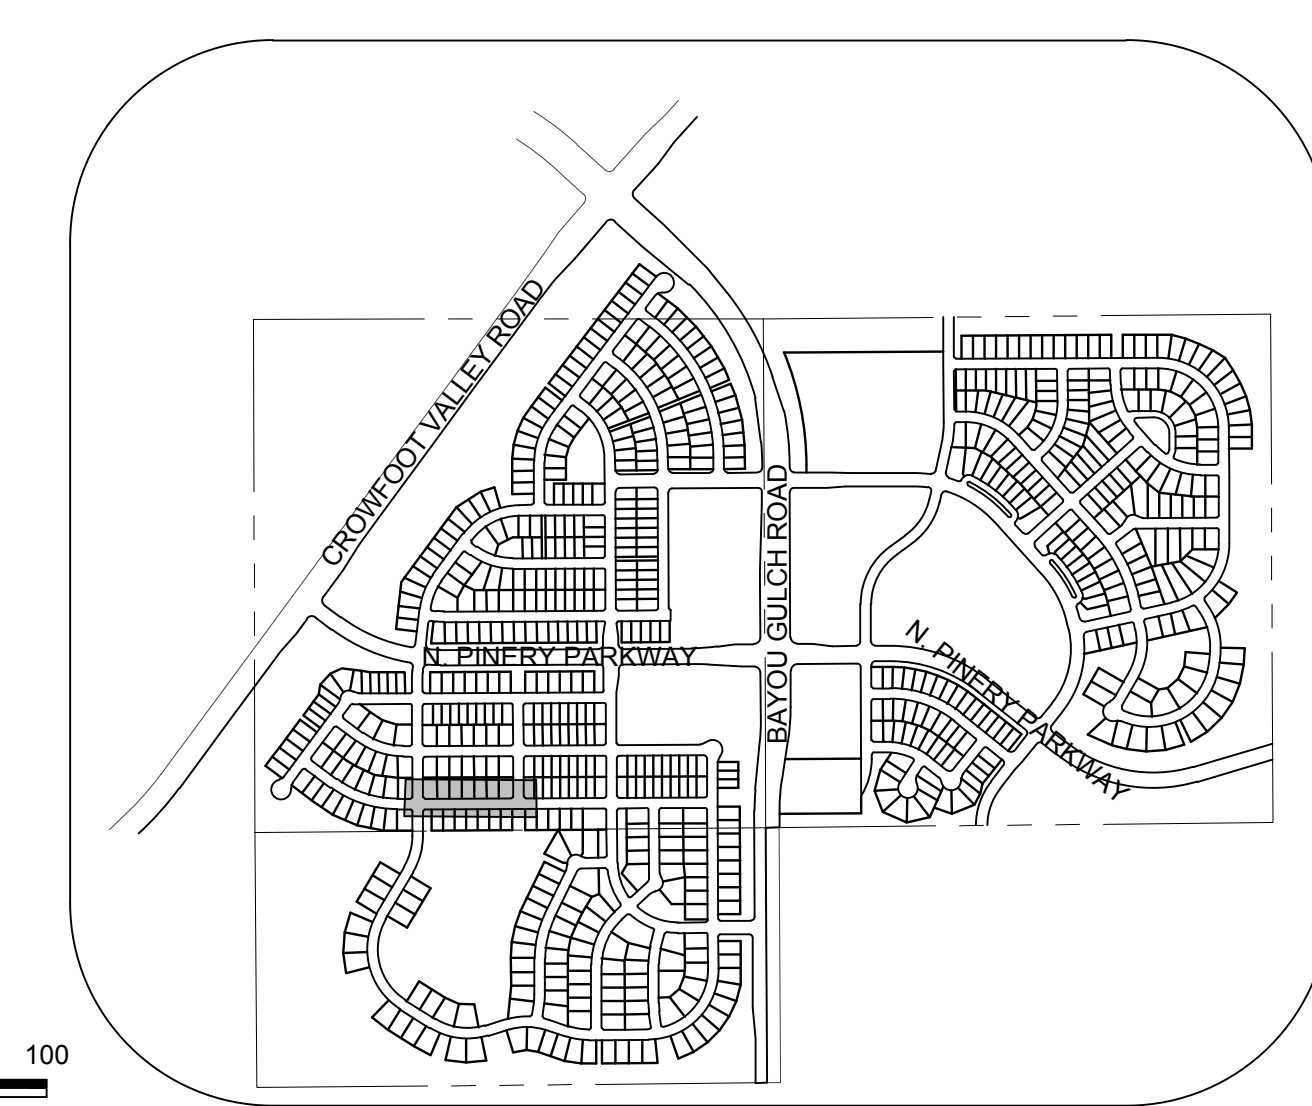 CROWFOOT VALLEY ROAD
BAYOU GULCH ROAD
N. PINERY PARKWAY
N. PINERY PARKWAY
100